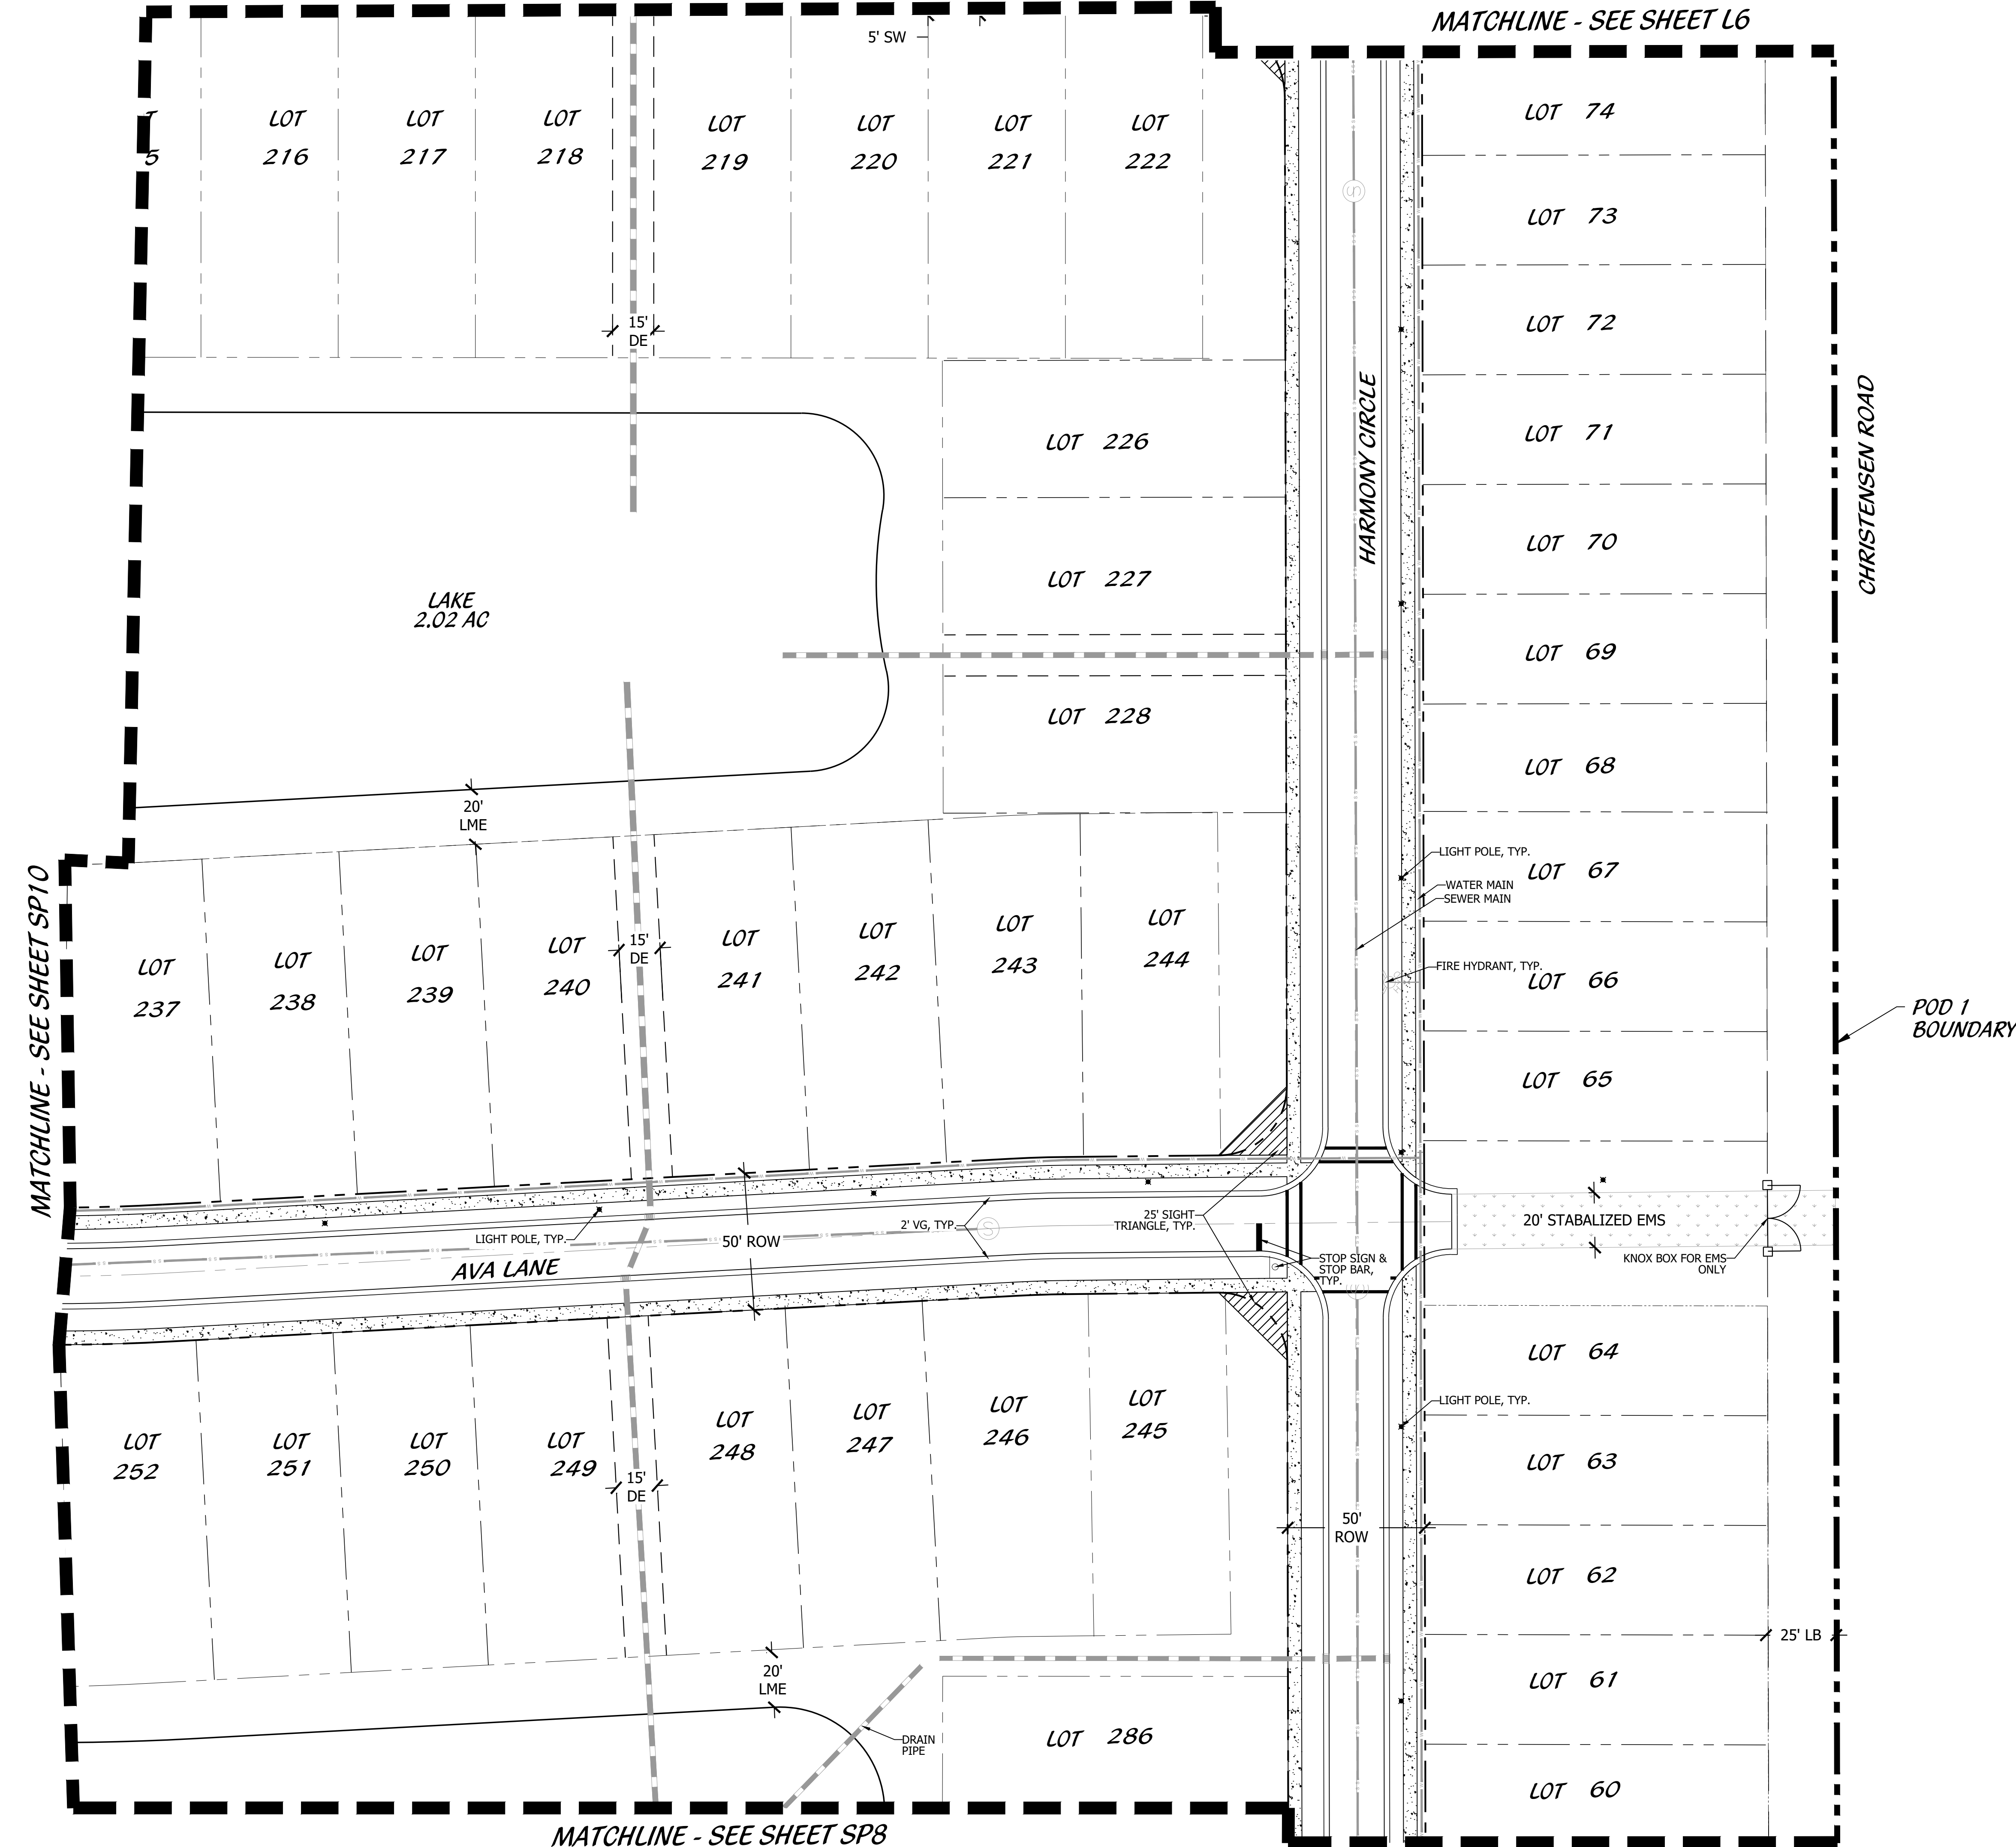 MATCHLINE - SEE SHEET L6
5' SW
LOT 216
LOT 217
LOT 218
LOT 219
LOT 220
LOT 221
LOT 222
5
15' DE
LOT 74
LOT 73
LOT 72
LOT 71
LOT 70
LOT 69
LOT 68
LOT 67
LOT 66
LOT 65
HARMONY CIRCLE
CHRISTENSEN ROAD
LOT 226
LOT 227
LOT 228
LAKE
2.02 AC
20'
LME
MATCHLINE - SEE SHEET SP10
LOT 237
LOT 238
LOT 239
LOT 240
15' DE
LOT 241
LOT 242
LOT 243
LOT 244
LIGHT POLE, TYP.
WATER MAIN
SEWER MAIN
FIRE HYDRANT, TYP.
POD 1
BOUNDARY
LIGHT POLE, TYP.
50' ROW
2' VG, TYP.
25' SIGHT
TRIANGLE, TYP.
S
S
AVA LANE
STOP SIGN &
STOP BAR,
TYP.
20' STABALIZED EMS
KNOX BOX FOR EMS
ONLY
LOT 252
LOT 251
LOT 250
LOT 249
15' DE
LOT 248
LOT 247
LOT 246
LOT 245
LIGHT POLE, TYP.
50'
ROW
LOT 64
LOT 63
LOT 62
LOT 61
LOT 60
25' LB
20'
LME
DRAIN
PIPE
LOT 286
MATCHLINE - SEE SHEET SP8